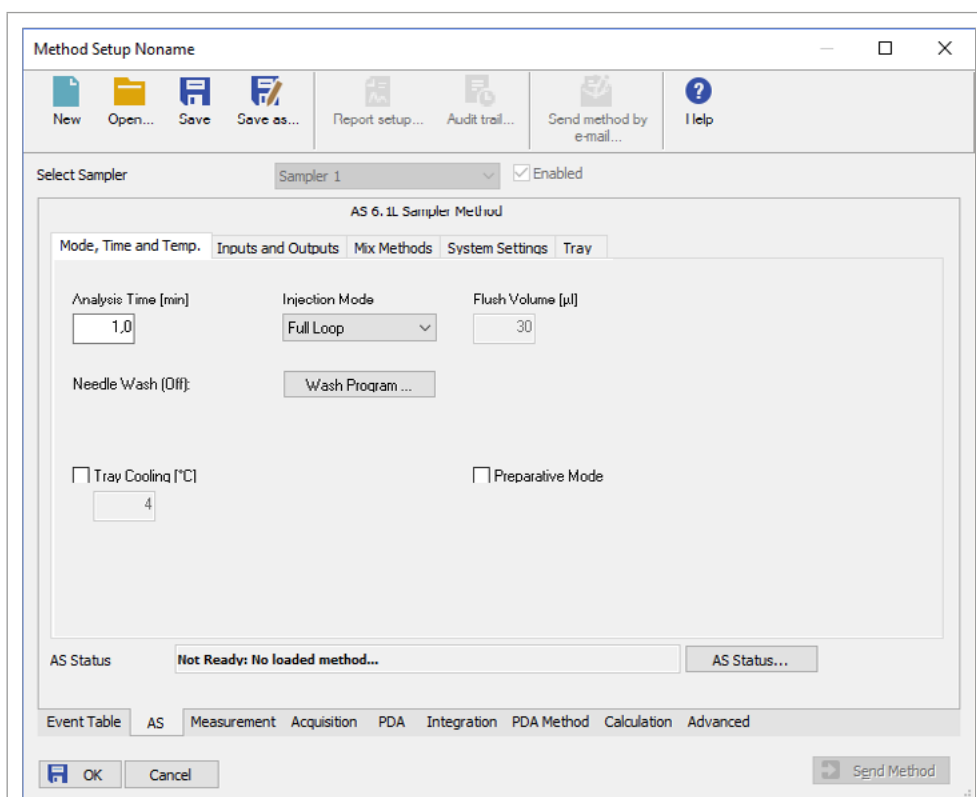 Method Setup Noname
New Open... Save Save as... Report setup... Audit trail... Send method by e-mail... Help
Select Sampler Sampler 1 Enabled
AS 6.1L Sampler Method
Mode, Time and Temp. Inputs and Outputs Mix Methods System Settings Tray
Analysis Time [min] Injection Mode Flush Volume [µl]
1,0 Full Loop 30
Needle Wash (Off): Wash Program ...
Tray Cooling [°C] Preparative Mode
4
AS Status Not Ready: No loaded method... AS Status...
Event Table AS Measurement Acquisition PDA Integration PDA Method Calculation Advanced
OK Cancel Send Method